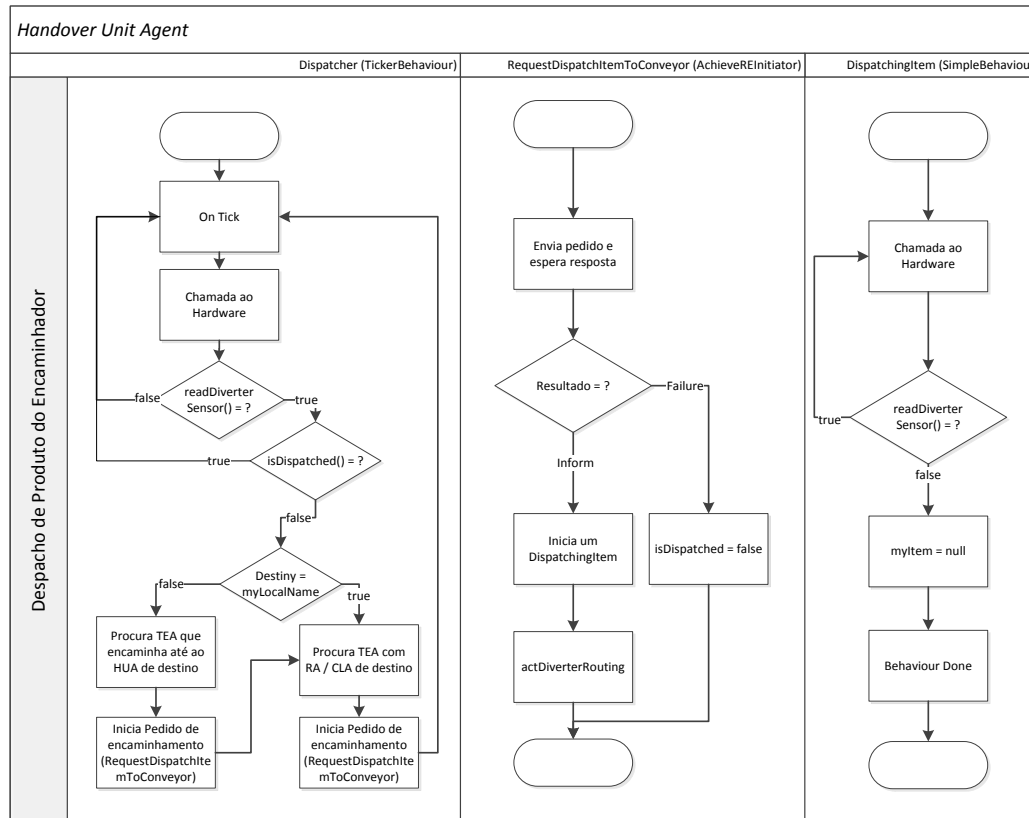 Handover Unit Agent
Dispatcher (TickerBehaviour)
RequestDispatchItemToConveyor (AchieveREInitiator)
DispatchingItem (SimpleBehaviou
Despacho de Produto do Encaminhador
On Tick
Chamada ao
Hardware
readDiverter
Sensor() = ?
false
true
isDispatched() = ?
true
false
Destiny =
myLocalName
false
true
Procura TEA que
encaminha até ao
HUA de destino
Procura TEA com
RA / CLA de destino
Inicia Pedido de
encaminhamento
(RequestDispatchIte
mToConveyor)
Inicia Pedido de
encaminhamento
(RequestDispatchIte
mToConveyor)
Envia pedido e
espera resposta
Resultado = ?
Failure
Inform
Inicia um
DispatchingItem
isDispatched = false
actDiverterRouting
Chamada ao
Hardware
readDiverter
Sensor() = ?
true
false
myItem = null
Behaviour Done